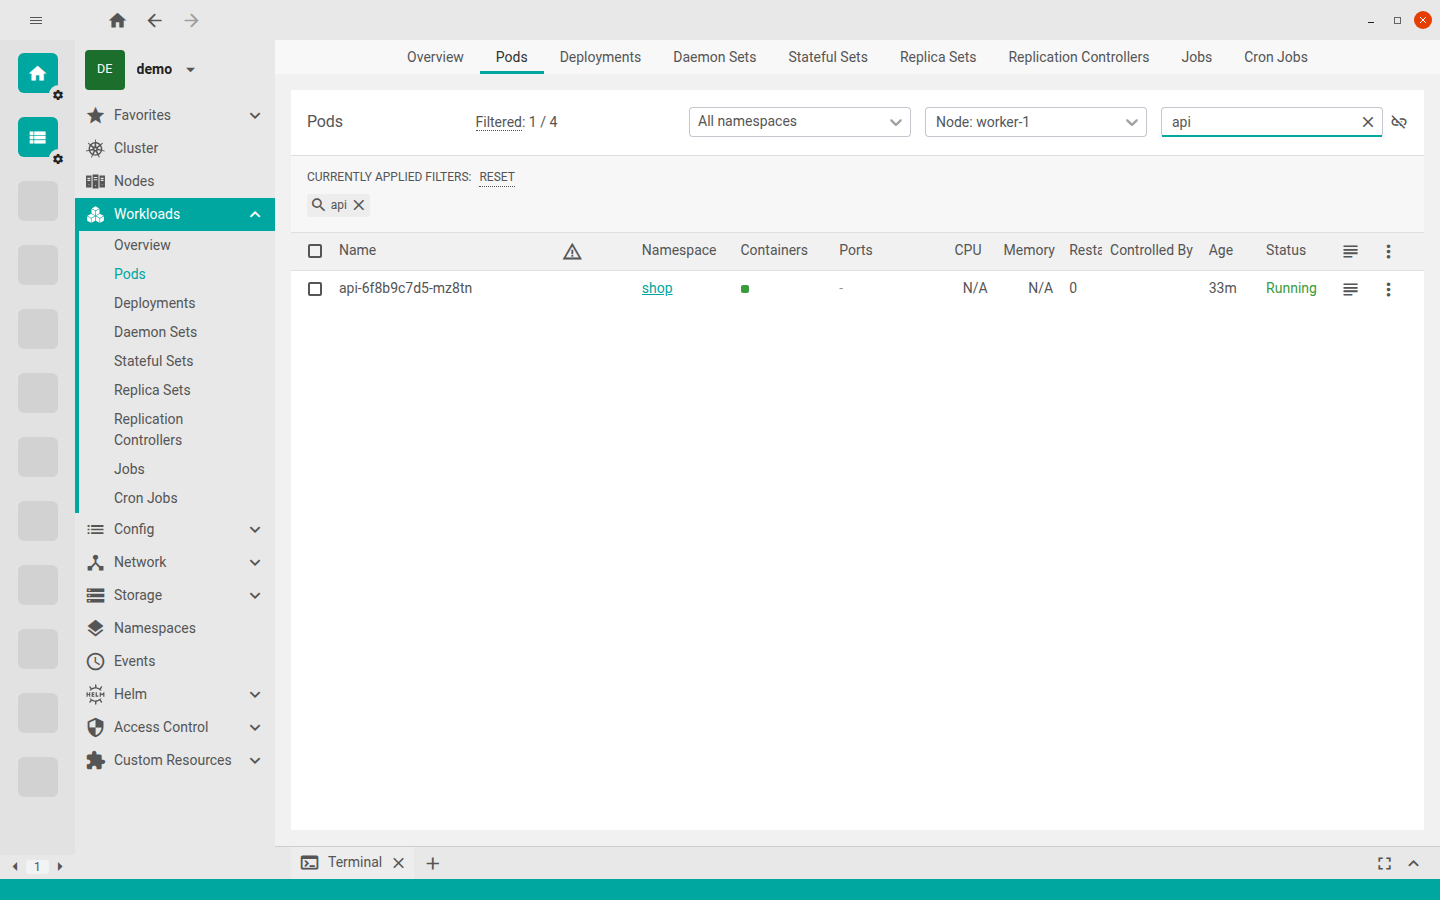 Overview Pods Deployments Daemon Sets Stateful Sets Replica Sets Replication Controllers Jobs Cron Jobs
DE demo
Favorites
Cluster
Nodes
Workloads
Overview
Pods
Deployments
Daemon Sets
Stateful Sets
Replica Sets
Replication
Controllers
Jobs
Cron Jobs
Config
Network
Storage
Namespaces
Events
HELM Helm
Access Control
Custom Resources
1
Pods Filtered: 1 / 4 All namespaces Node: worker-1 api
CURRENTLY APPLIED FILTERS: RESET
api
Name Namespace Containers Ports CPU Memory Resta Controlled By Age Status
api-6f8b9c7d5-mz8tn shop - N/A N/A 0 33m Running
Terminal